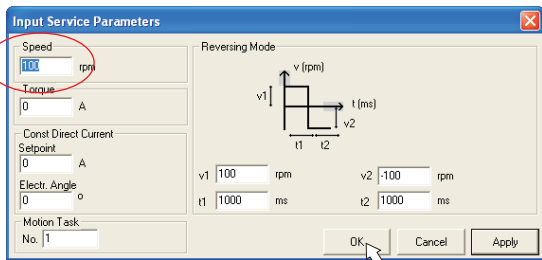 Input Service Parameters
Speed
100 rpm
Torque
0 A
Const Direct Current
Setpoint
0 A
Electr. Angle
0 °
Motion Task
No. 1
Reversing Mode
v (rpm)
v1
t (ms)
v2
t1 t2
v1 100 rpm v2 -100 rpm
t1 1000 ms t2 1000 ms
OK Cancel Apply